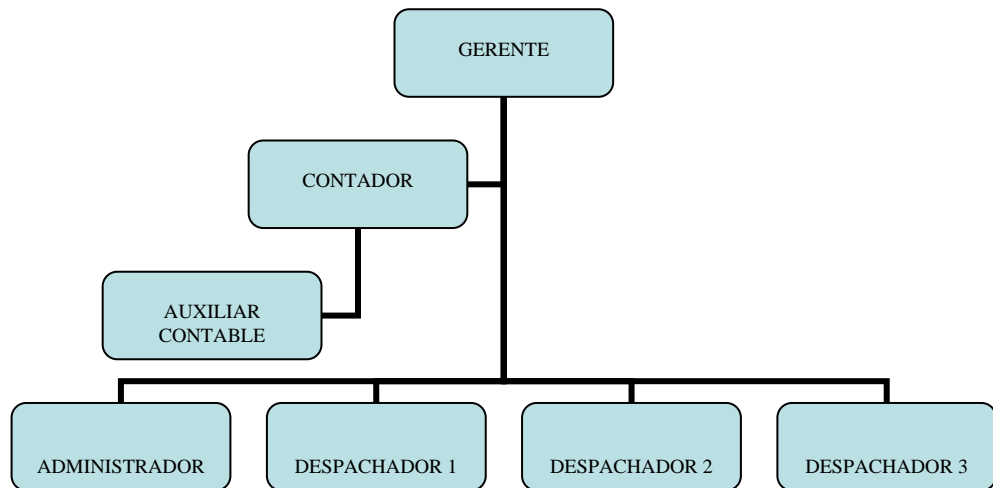 GERENTE
CONTADOR
AUXILIAR
CONTABLE
ADMINISTRADOR
DESPACHADOR 1
DESPACHADOR 2
DESPACHADOR 3